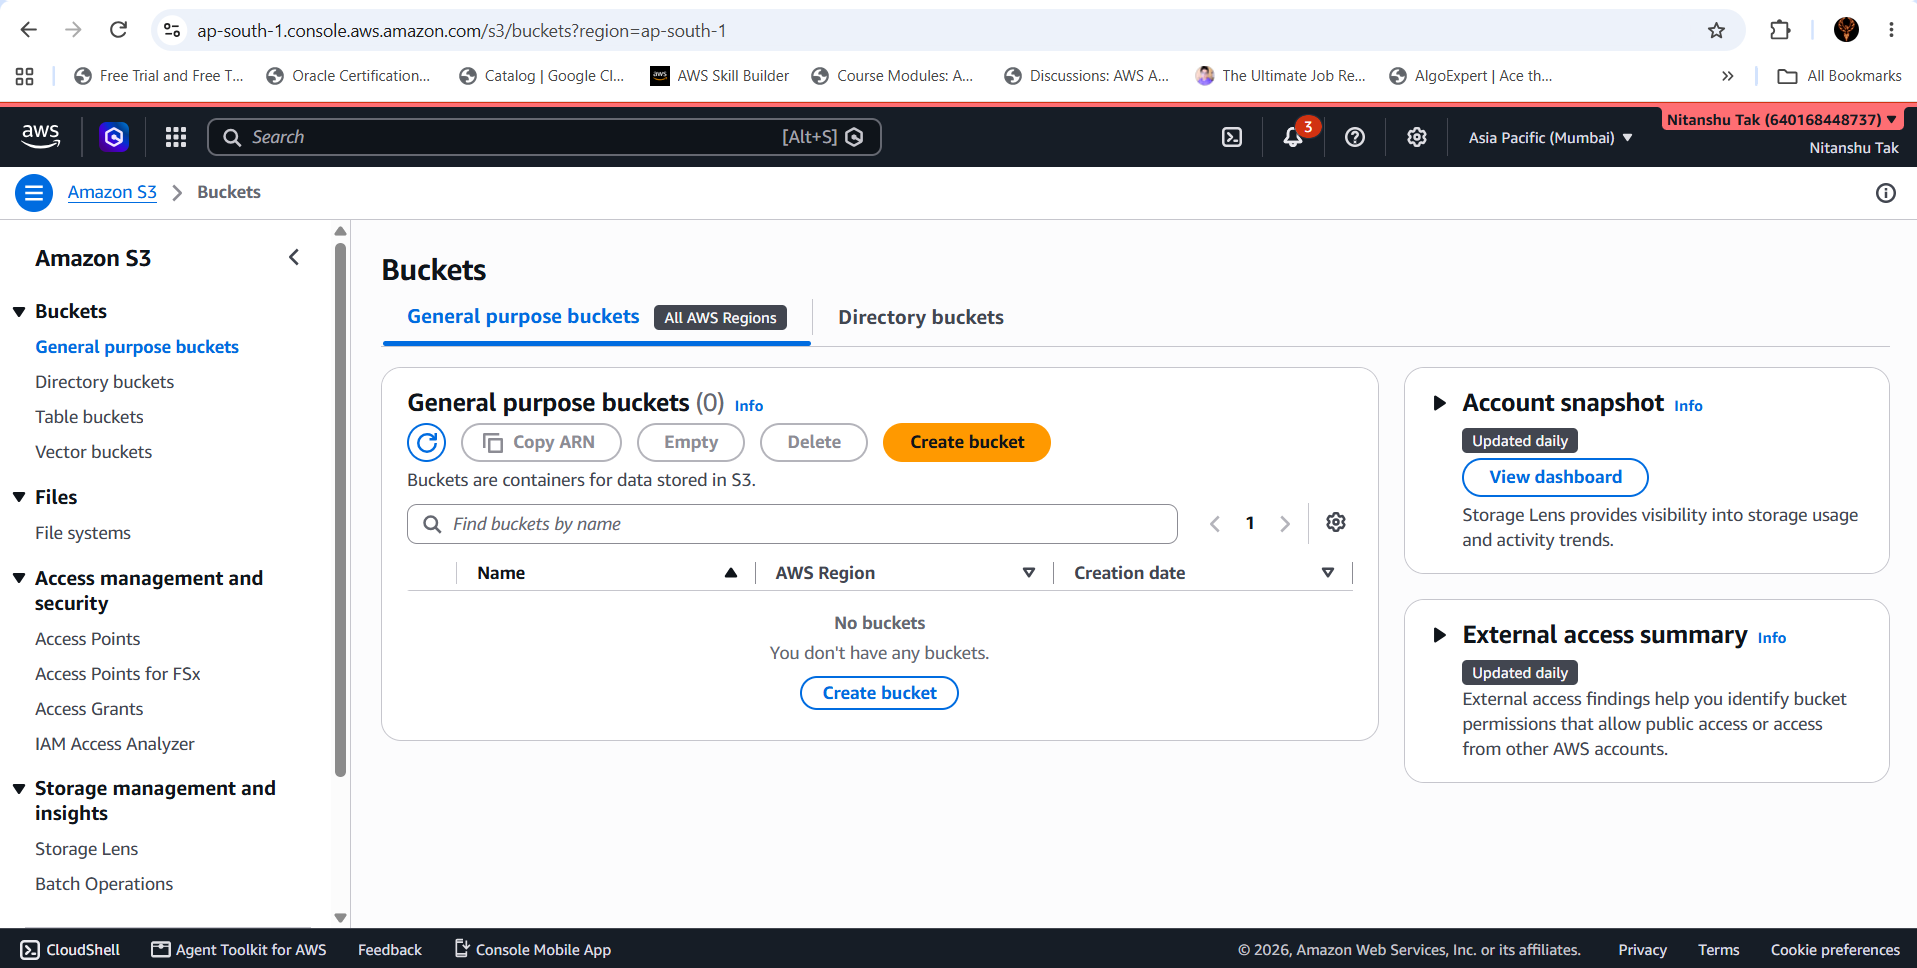 ap-south-1.console.aws.amazon.com/s3/buckets?region=ap-south-1
Free Trial and Free T...
Oracle Certification...
Catalog | Google Cl...
aws
AWS Skill Builder
Course Modules: A...
Discussions: AWS A...
The Ultimate Job Re...
AlgoExpert | Ace th...
All Bookmarks
aws
Search
[Alt+S]
3
Asia Pacific (Mumbai)
Nitanshu Tak (640168448737)
Nitanshu Tak
Amazon S3
Buckets
Amazon S3
Buckets
General purpose buckets
Directory buckets
Table buckets
Vector buckets
Files
File systems
Access management and
security
Access Points
Access Points for FSx
Access Grants
IAM Access Analyzer
Storage management and
insights
Storage Lens
Batch Operations
Buckets
General purpose buckets
All AWS Regions
Directory buckets
General purpose buckets (0) Info
Copy ARN
Empty
Delete
Create bucket
Buckets are containers for data stored in S3.
Find buckets by name
1
Name
AWS Region
Creation date
No buckets
You don't have any buckets.
Create bucket
Account snapshot Info
Updated daily
View dashboard
Storage Lens provides visibility into storage usage
and activity trends.
External access summary Info
Updated daily
External access findings help you identify bucket
permissions that allow public access or access
from other AWS accounts.
CloudShell
Agent Toolkit for AWS
Feedback
Console Mobile App
© 2026, Amazon Web Services, Inc. or its affiliates.
Privacy
Terms
Cookie preferences